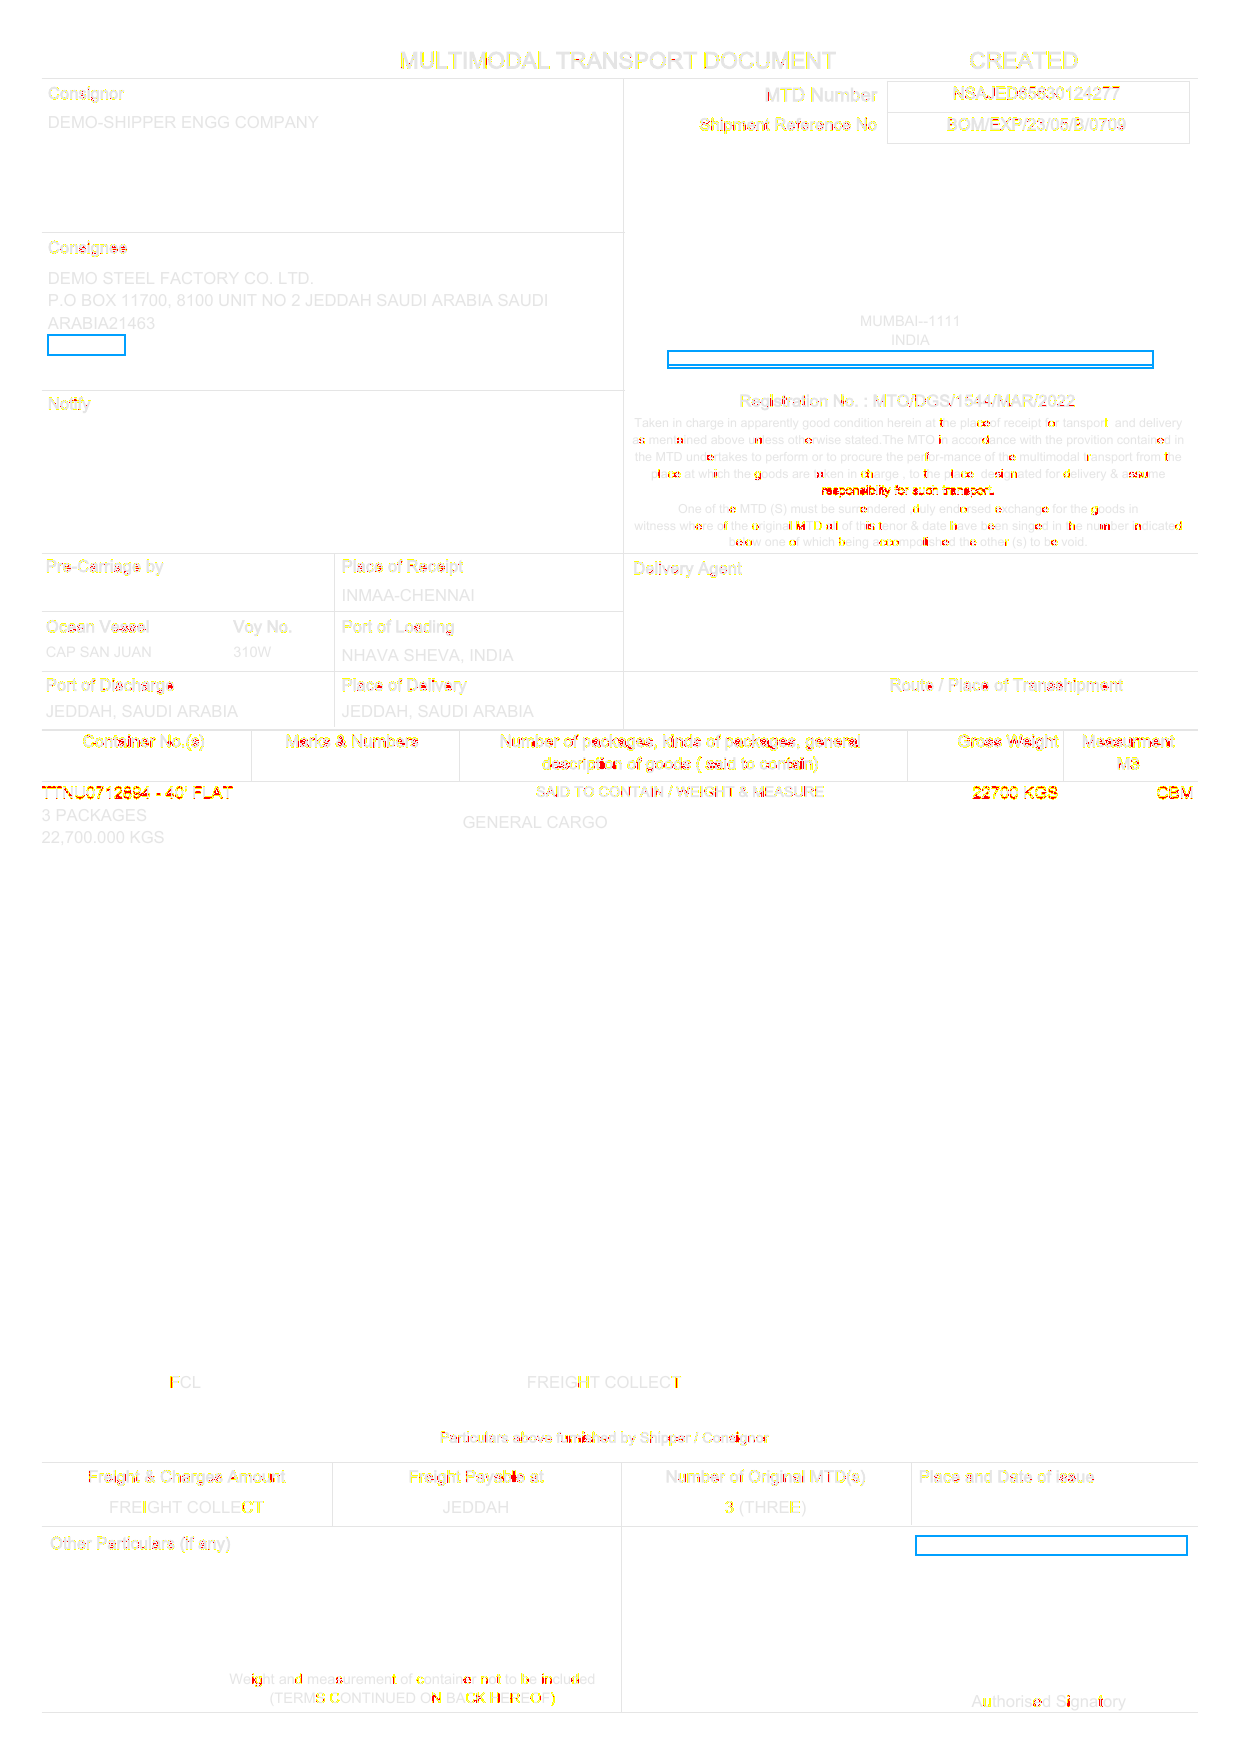 MULTIMODAL TRANSPORT DOCUMENT CREATED
Consignor
DEMO-SHIPPER ENGG COMPANY
MTD Number
Shipment Reference No BOM/EXP/23/05/B/0709
Consignee
DEMO STEEL FACTORY CO. LTD.
P.O BOX 11700, 8100 UNIT NO 2 JEDDAH SAUDI ARABIA SAUDI
ARABIA21463
MUMBAI--1111
INDIA
Notify
Registration No. : MTO/DGS/1544/MAR/2022
Taken in charge in apparently good condition herein at the place of receipt for tansport and delivery
as mentained above unless otherwise stated.The MTO in accordance with the provition contained in
the MTD undertakes to perform or to procure the perfor-mance of the multimodal transport from the
place at which the goods are taken in charge , to the place designated for delivery & assume
responsibility for such transport.
One of the MTD (S) must be surrendered duly endorsed exchange for the goods in
witness where of the original MTD all of this tenor & date have been singed in the number indicated
below one of which being accompolished the other (s) to be void.
Pre-Carriage by
Place of Receipt
INMAA-CHENNAI
Delivery Agent
Ocean Vessel Voy No.
CAP SAN JUAN 310W
Port of Loading
NHAVA SHEVA, INDIA
Port of Discharge
JEDDAH, SAUDI ARABIA
Place of Delivery
JEDDAH, SAUDI ARABIA
Route / Place of Transhipment
Container No.(s) Marks & Numbers Number of packages, kinds of packages, general Gross Weight Measurment
description of goods ( said to contain) M3
TTNU0712894 - 40' FLAT SAID TO CONTAIN / WEIGHT & MEASURE 22700 KGS CBM
3 PACKAGES
GENERAL CARGO
22,700.000 KGS
FCL FREIGHT COLLECT
Particulars above furnished by Shipper / Consignor
Freight & Charges Amount Freight Payable at Number of Original MTD(s) Place and Date of Issue
FREIGHT COLLECT JEDDAH 3 (THREE)
Other Particulars (if any)
Weight and measurement of container not to be included
(TERMS CONTINUED ON BACK HEREOF)
Authorised Signatory